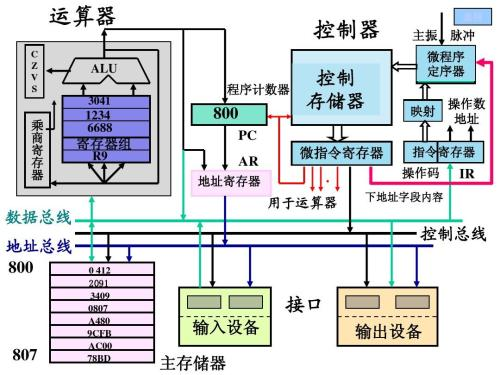 运算器
控制器
主振 脉冲
C
Z
V
S
ALU
3041
1234
6688
寄存器组
R9
乘商寄存器
程序计数器
800
PC
AR
地址寄存器
控制
存储器
微指令寄存器
用于运算器
微程序
定序器
映射
操作数
地址
指令寄存器
操作码
IR
下地址字段内容
数据总线
地址总线
控制总线
800
0412
2091
3409
0807
A480
9CFB
AC00
78BD
807
主存储器
接口
输入设备
输出设备